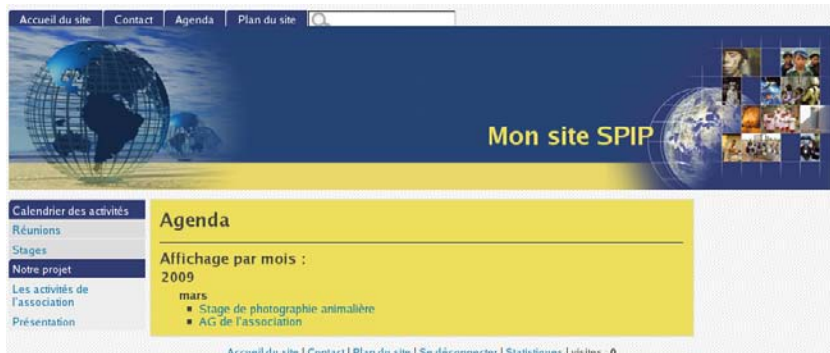 Accueil du site Contact Agenda Plan du site
Mon site SPIP
Calendrier des activités
Réunions
Stages
Notre projet
Les activités de
l'association
Présentation
Agenda
Affichage par mois :
2009
mars
Stage de photographie animalière
AG de l'association
Accueil du site | Contact | Plan du site | Se déconnecter | Statistiques | visites : 0